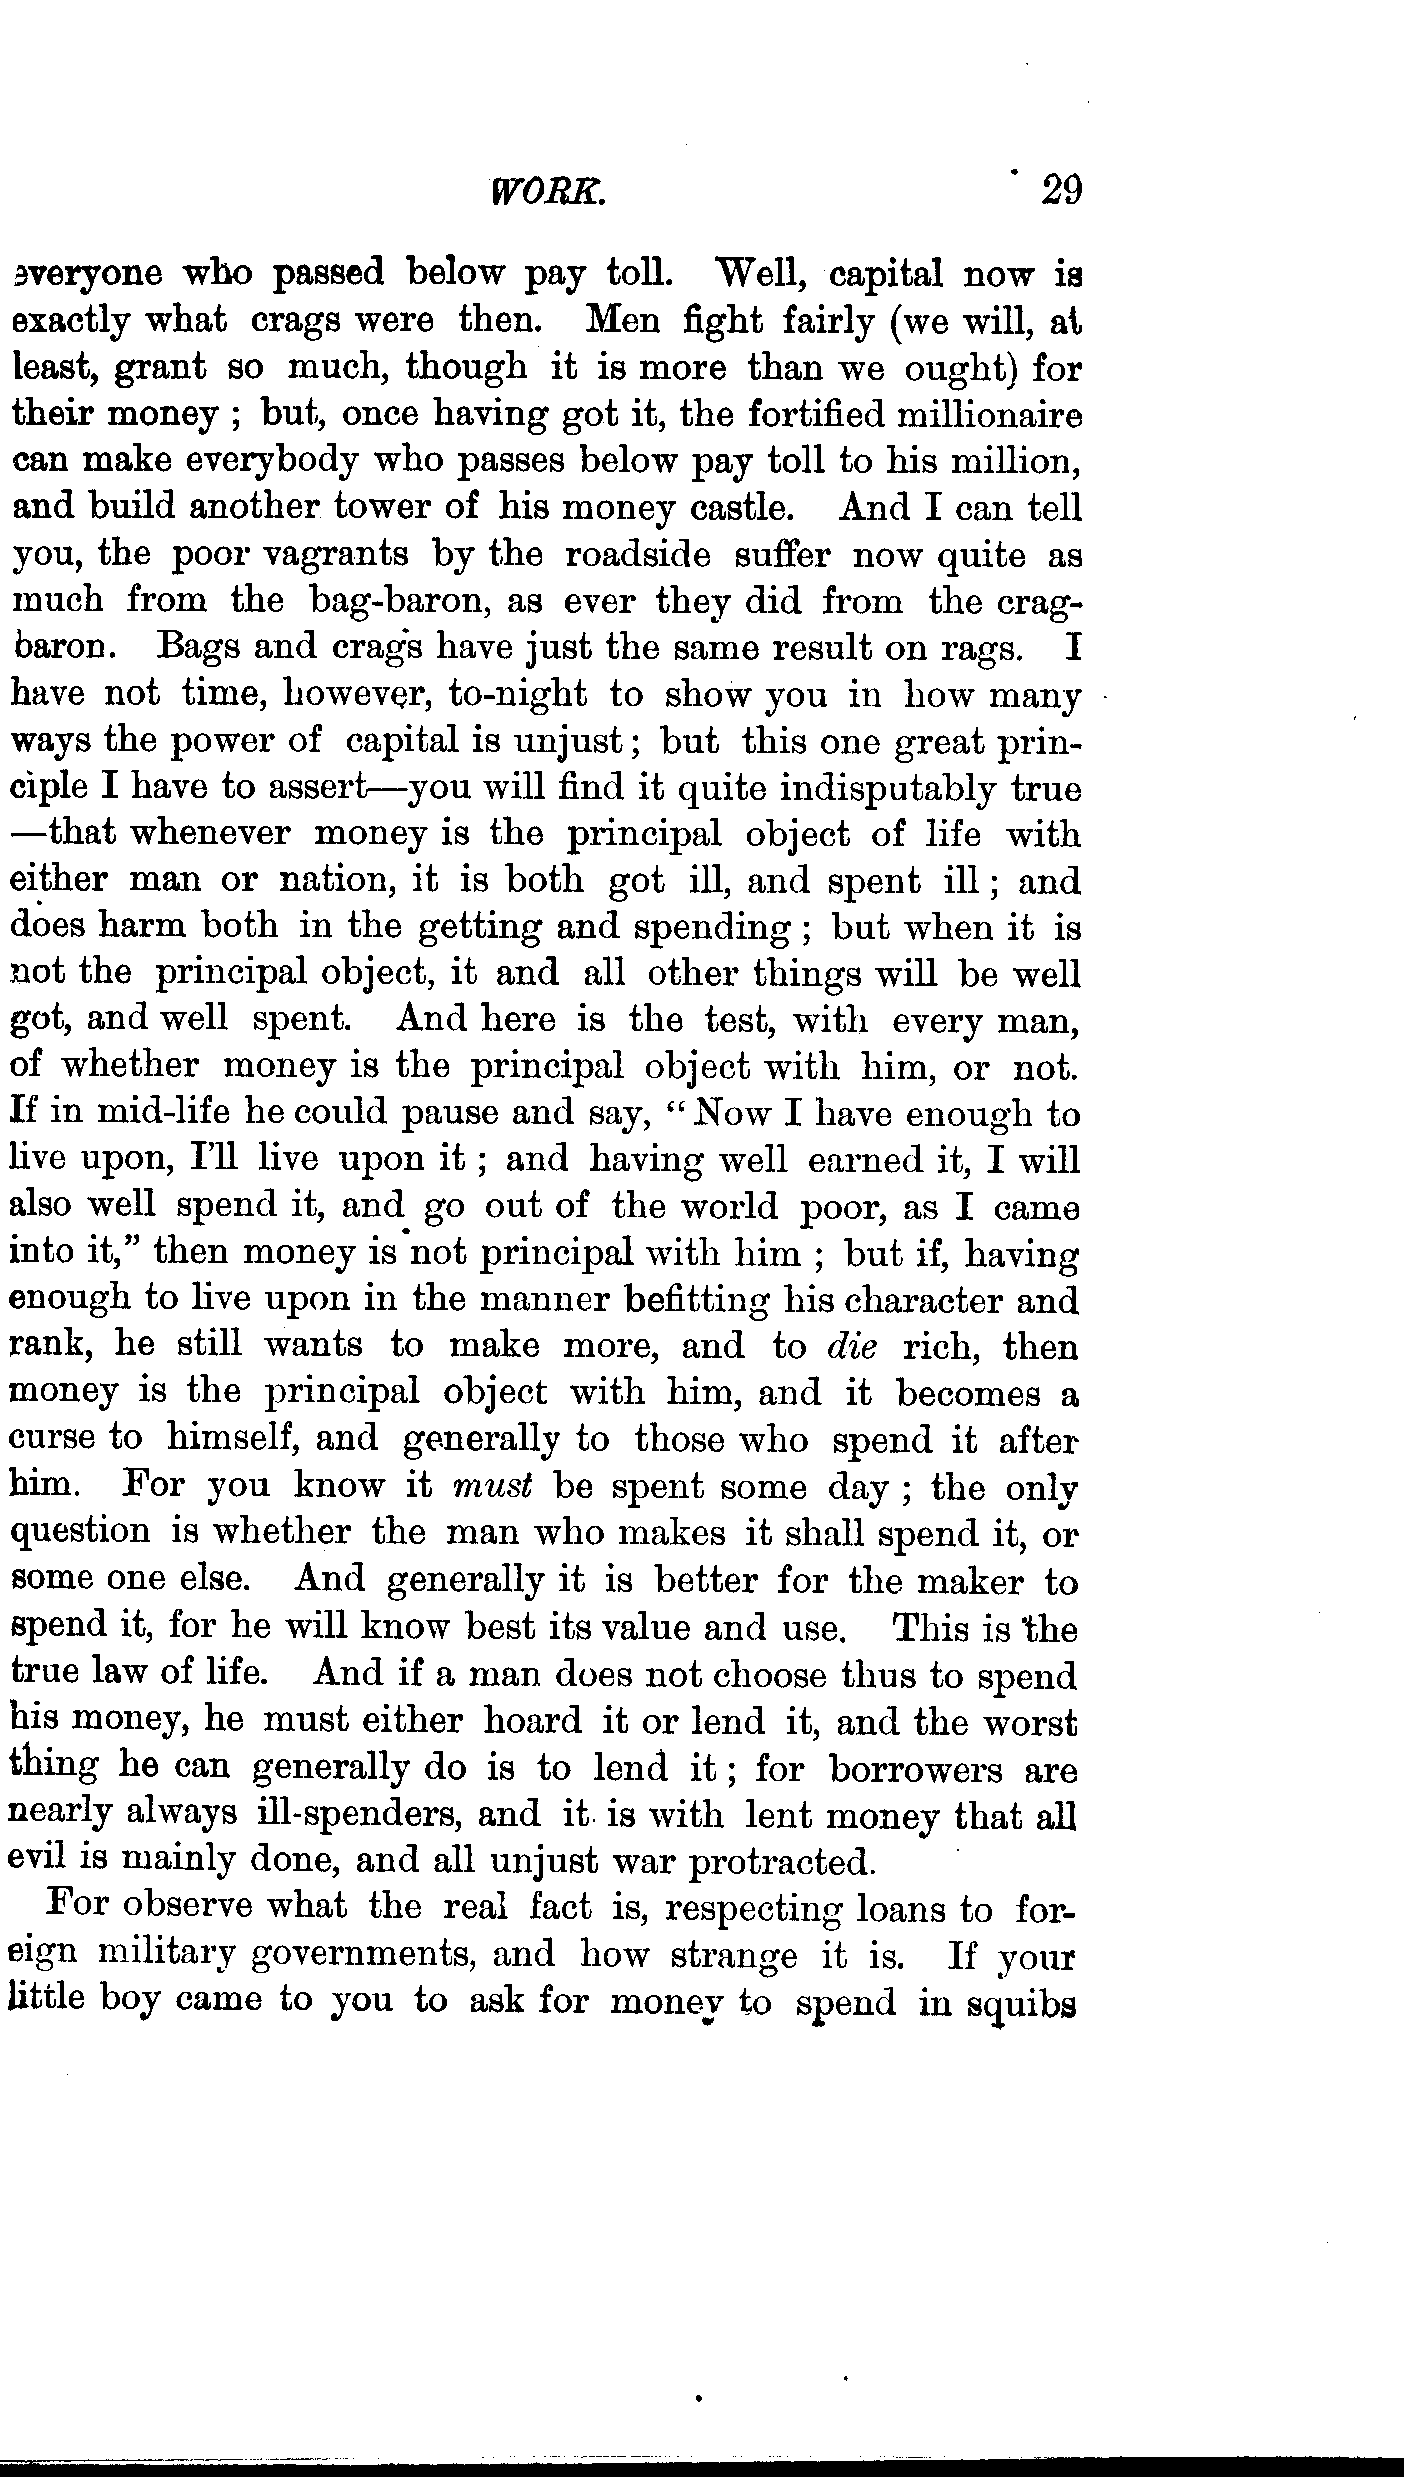 WORK. 29
everyone who passed below pay toll. Well, capital now is
exactly what crags were then. Men fight fairly (we will, at
least, grant so much, though it is more than we ought) for
their money ; but, once having got it, the fortified millionaire
can make everybody who passes below pay toll to his million,
and build another tower of his money castle. And I can tell
you, the poor vagrants by the roadside suffer now quite as
much from the bag-baron, as ever they did from the crag-
baron. Bags and crags have just the same result on rags. I
have not time, however, to-night to show you in how many
ways the power of capital is unjust ; but this one great prin-
ciple I have to assert—you will find it quite indisputably true
—that whenever money is the principal object of life with
either man or nation, it is both got ill, and spent ill ; and
does harm both in the getting and spending ; but when it is
not the principal object, it and all other things will be well
got, and well spent. And here is the test, with every man,
of whether money is the principal object with him, or not.
If in mid-life he could pause and say, “Now I have enough to
live upon, I’ll live upon it ; and having well earned it, I will
also well spend it, and go out of the world poor, as I came
into it,” then money is not principal with him ; but if, having
enough to live upon in the manner befitting his character and
rank, he still wants to make more, and to die rich, then
money is the principal object with him, and it becomes a
curse to himself, and generally to those who spend it after
him. For you know it must be spent some day ; the only
question is whether the man who makes it shall spend it, or
some one else. And generally it is better for the maker to
spend it, for he will know best its value and use. This is the
true law of life. And if a man does not choose thus to spend
his money, he must either hoard it or lend it, and the worst
thing he can generally do is to lend it ; for borrowers are
nearly always ill-spenders, and it is with lent money that all
evil is mainly done, and all unjust war protracted.
For observe what the real fact is, respecting loans to for-
eign military governments, and how strange it is. If your
little boy came to you to ask for money to spend in squibs